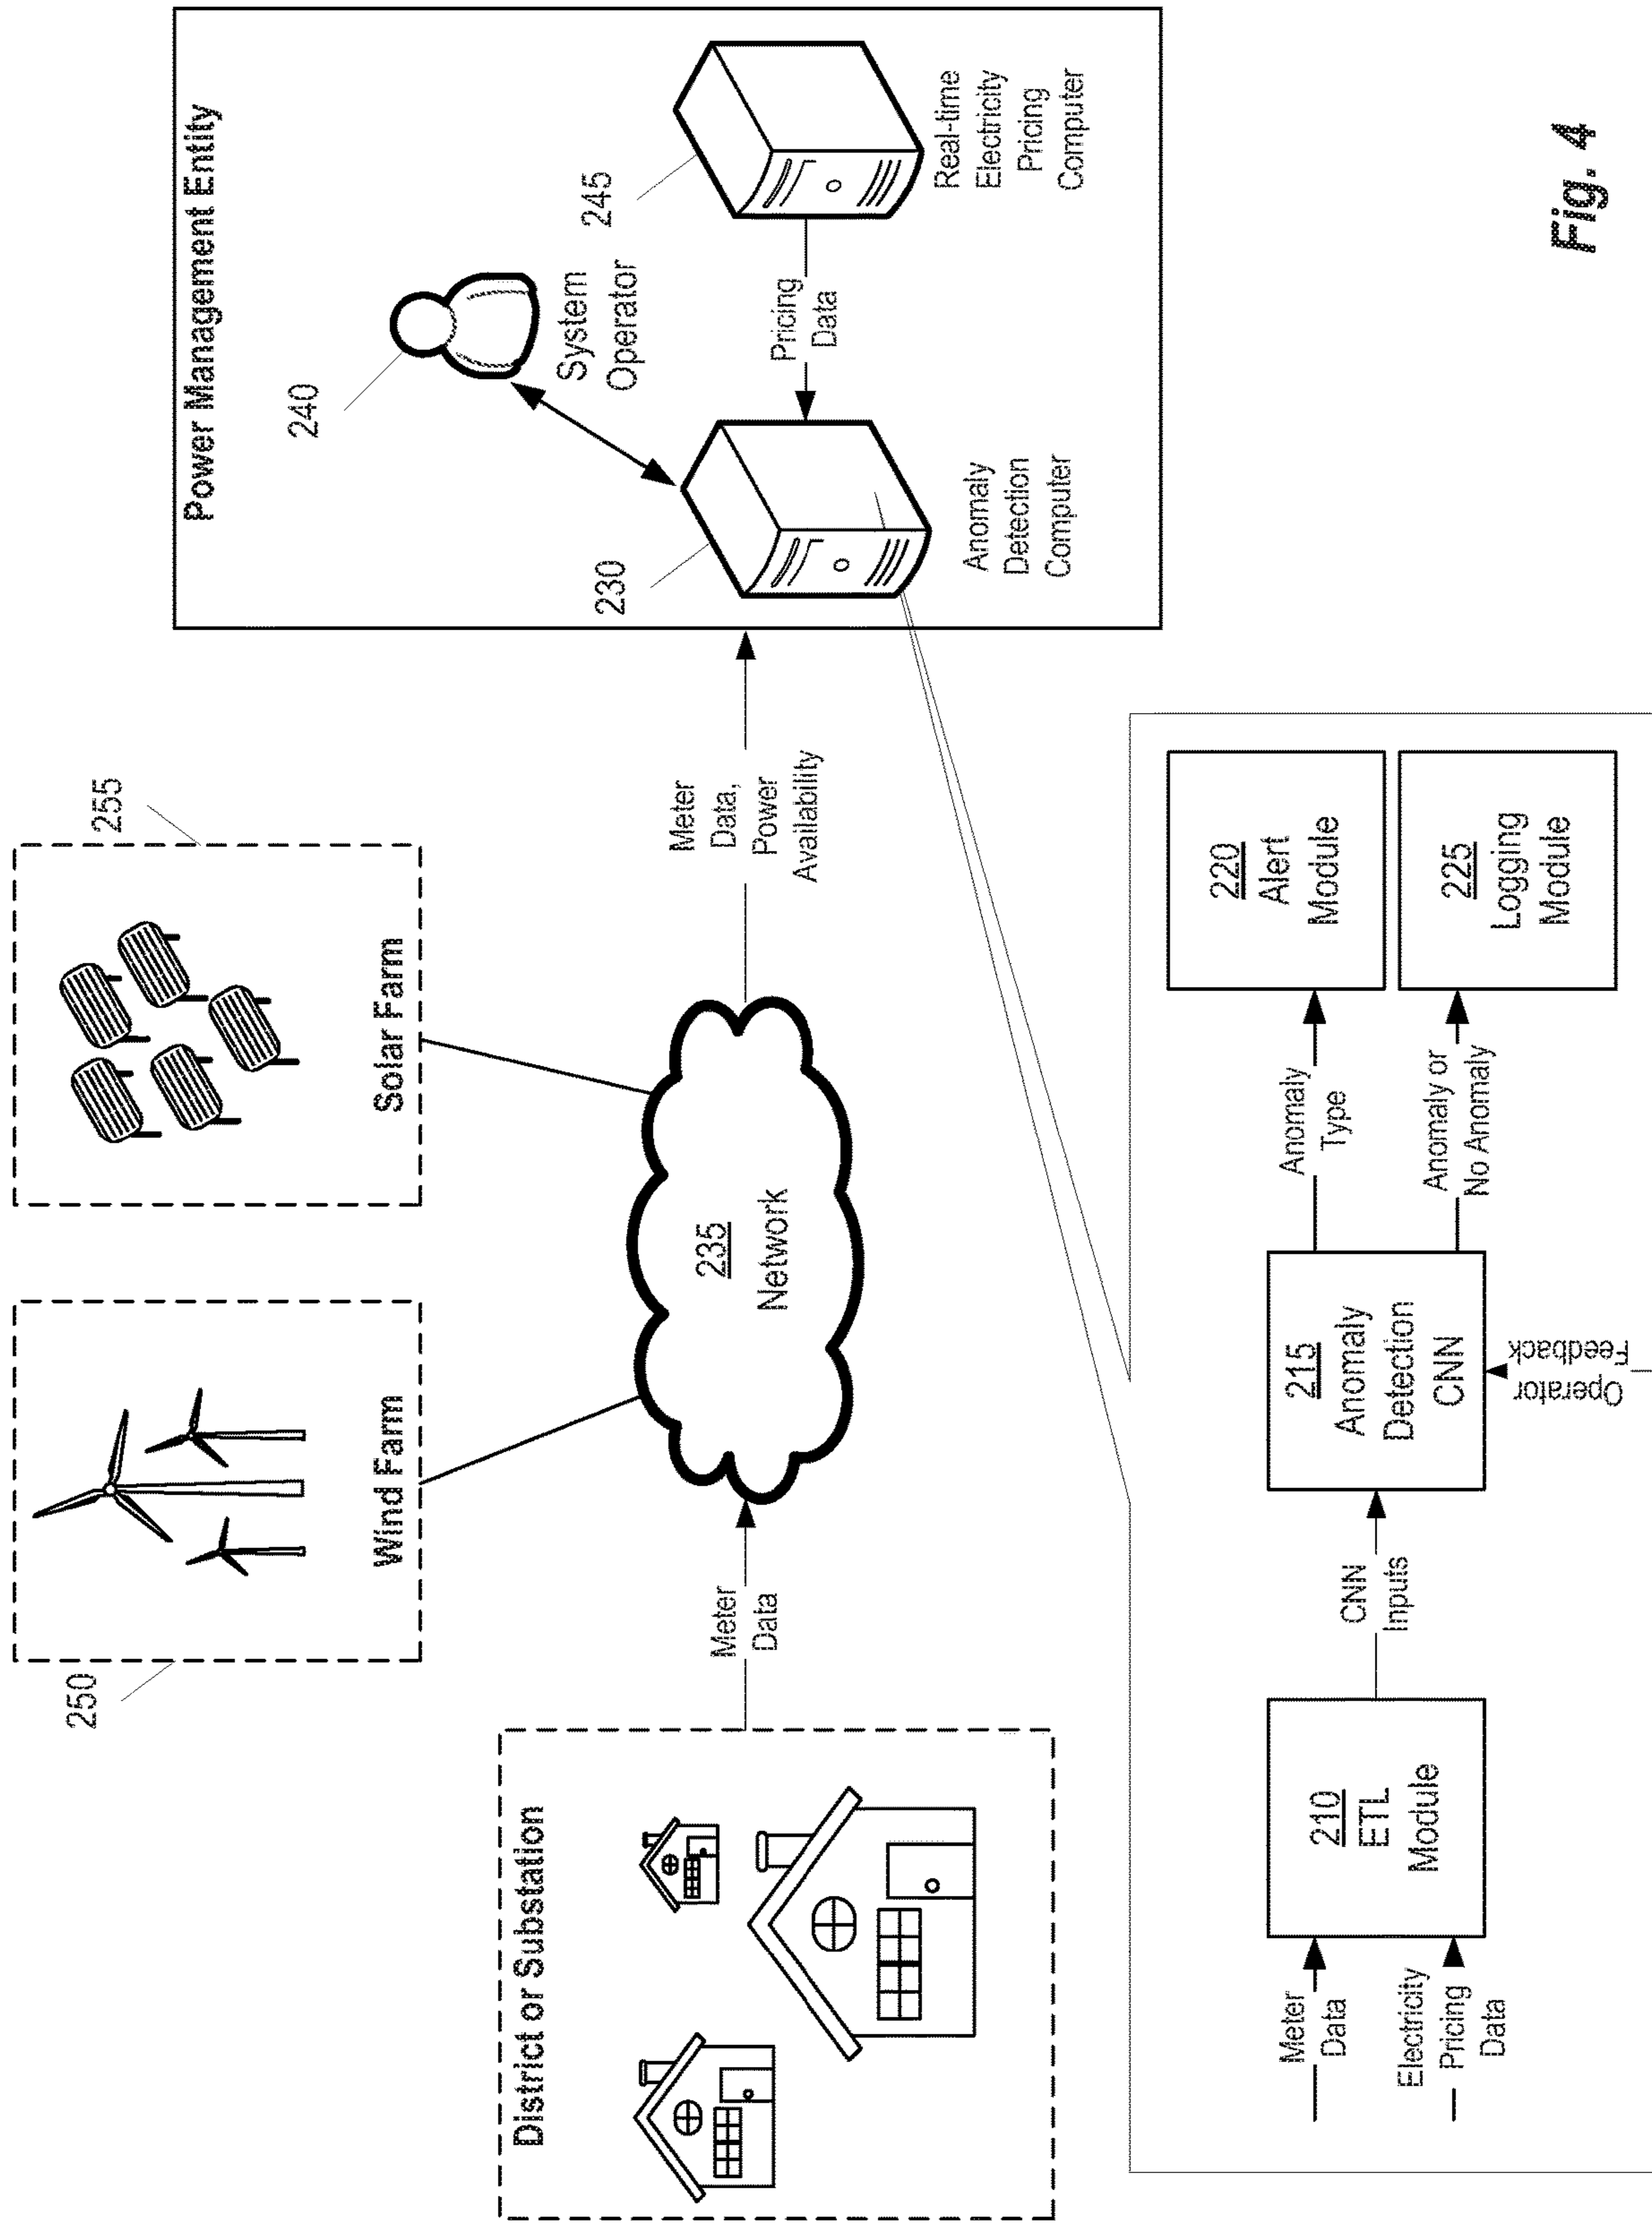 250
Wind Farm
255
Solar Farm
Power Management Entity
240
System
Operator
245
230
Pricing
Data
Anomaly
Detection
Computer
Real-time
Electricity
Pricing
Computer
District or Substation
Meter
Data
235
Network
Meter
Data,
Power
Availability
Meter
Data
Electricity
Pricing
Data
210
ETL
Module
CNN
Inputs
215
Anomaly
Detection
CNN
Operator
Feedback
Anomaly
Type
Anomaly or
No Anomaly
220
Alert
Module
225
Logging
Module
Fig. 4